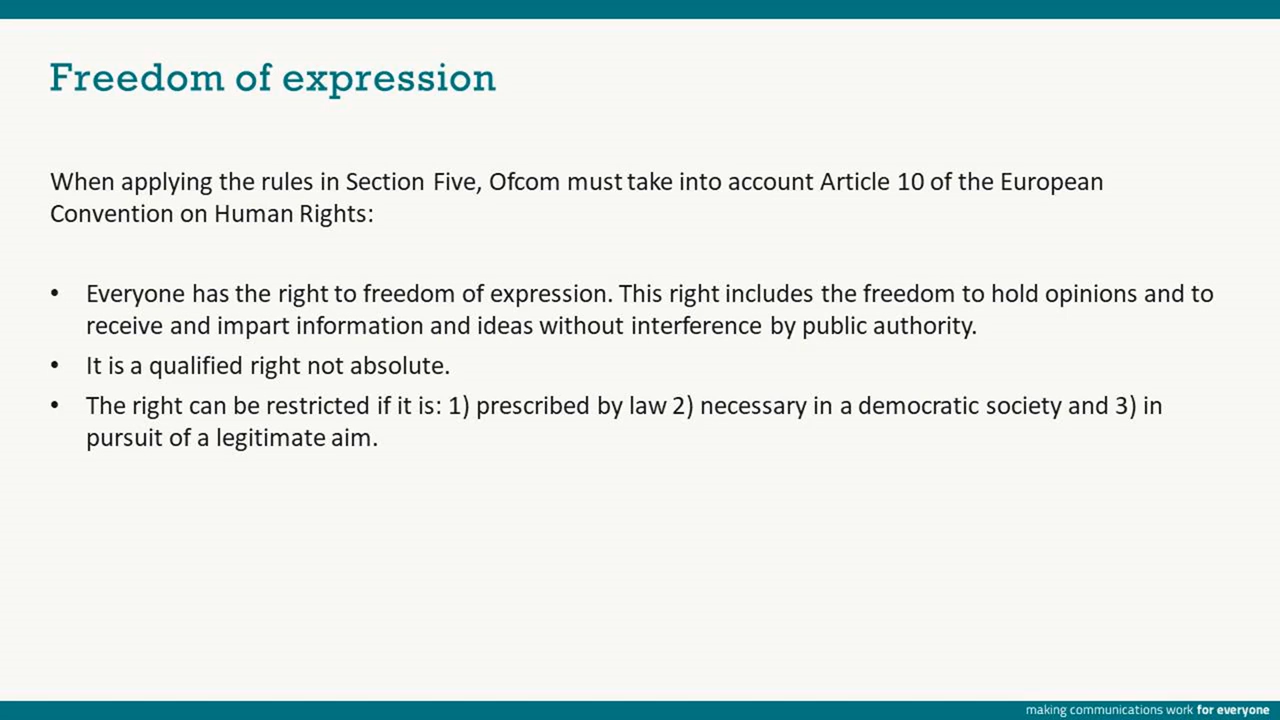 Freedom of expression
When applying the rules in Section Five, Ofcom must take into account Article 10 of the European
Convention on Human Rights:
• Everyone has the right to freedom of expression. This right includes the freedom to hold opinions and to
receive and impart information and ideas without interference by public authority.
• It is a qualified right not absolute.
• The right can be restricted if it is: 1) prescribed by law 2) necessary in a democratic society and 3) in
pursuit of a legitimate aim.
making communications work for everyone